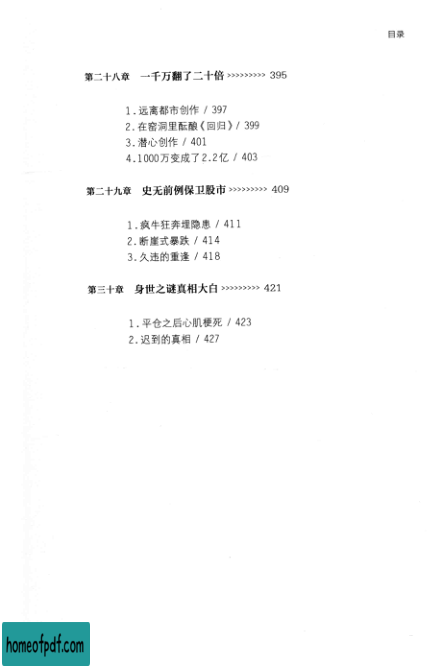 目录
第二十八章 一千万翻了二十倍 >>>>>>>>> 395
1.远离都市创作 / 397
2.在窑洞里酝酿《回归》/ 399
3.潜心创作 / 401
4.1000万变成了2.2亿 / 403
第二十九章 史无前例保卫股市 >>>>>>>>> 409
1.疯牛狂奔埋隐患 / 411
2.断崖式暴跌 / 414
3.久违的重逢 / 418
第三十章 身世之谜真相大白 >>>>>>>>> 421
1.平仓之后心肌梗死 / 423
2.迟到的真相 / 427
homeofpdf.com